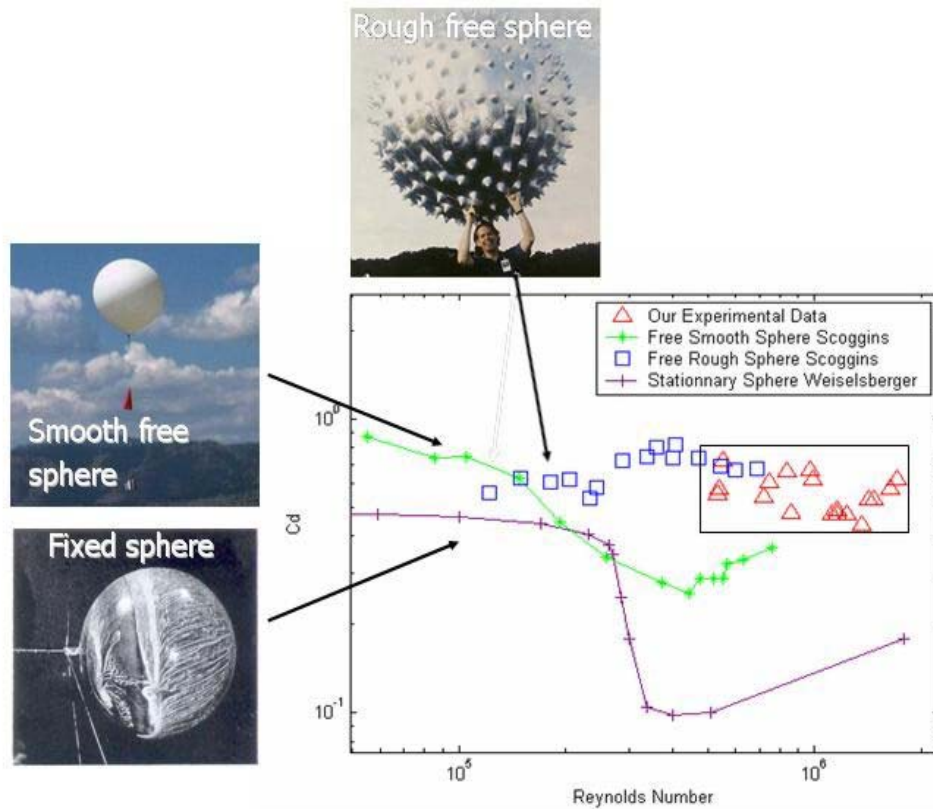 Rough free sphere
Smooth free
sphere
Fixed sphere
Our Experimental Data
Free Smooth Sphere Scoggins
Free Rough Sphere Scoggins
Stationnary Sphere Weiselsberger
10^0
Cd
10^-1
10^5
10^6
Reynolds Number